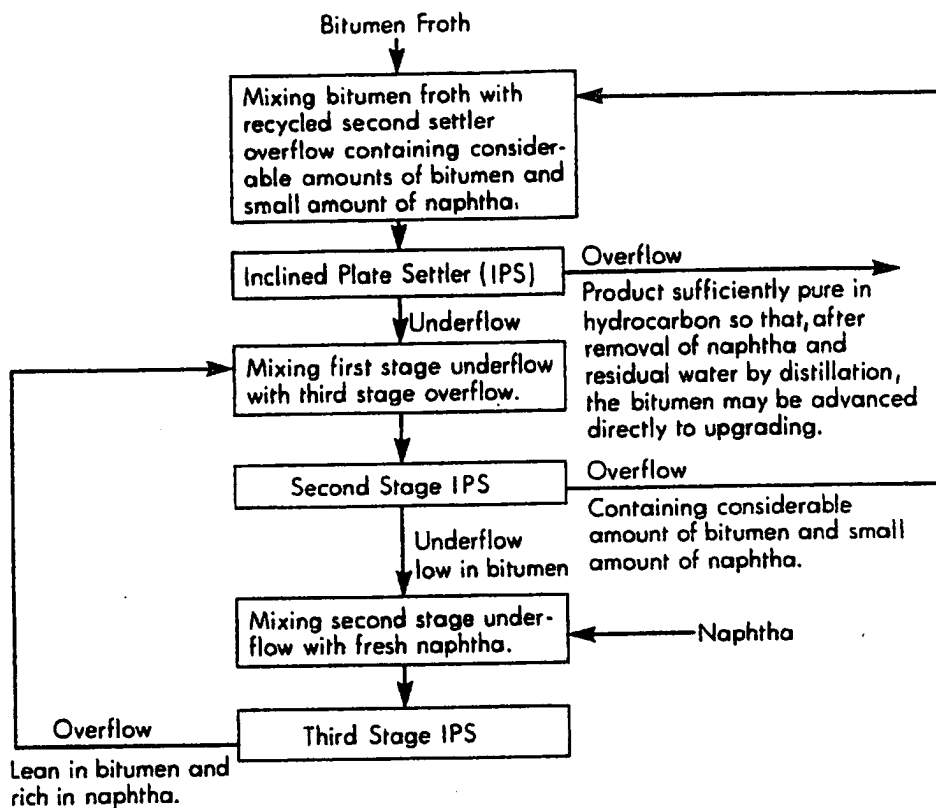 Bitumen Froth
Mixing bitumen froth with
recycled second settler
overflow containing consider-
able amounts of bitumen and
small amount of naphtha.
Inclined Plate Settler (IPS)
Overflow
Product sufficiently pure in
hydrocarbon so that, after
removal of naphtha and
residual water by distillation,
the bitumen may be advanced
directly to upgrading.
Underflow
Mixing first stage underflow
with third stage overflow.
Second Stage IPS
Overflow
Containing considerable
amount of bitumen and small
amount of naphtha.
Underflow
low in bitumen
Mixing second stage under-
flow with fresh naphtha.
Naphtha
Third Stage IPS
Overflow
Lean in bitumen and
rich in naphtha.